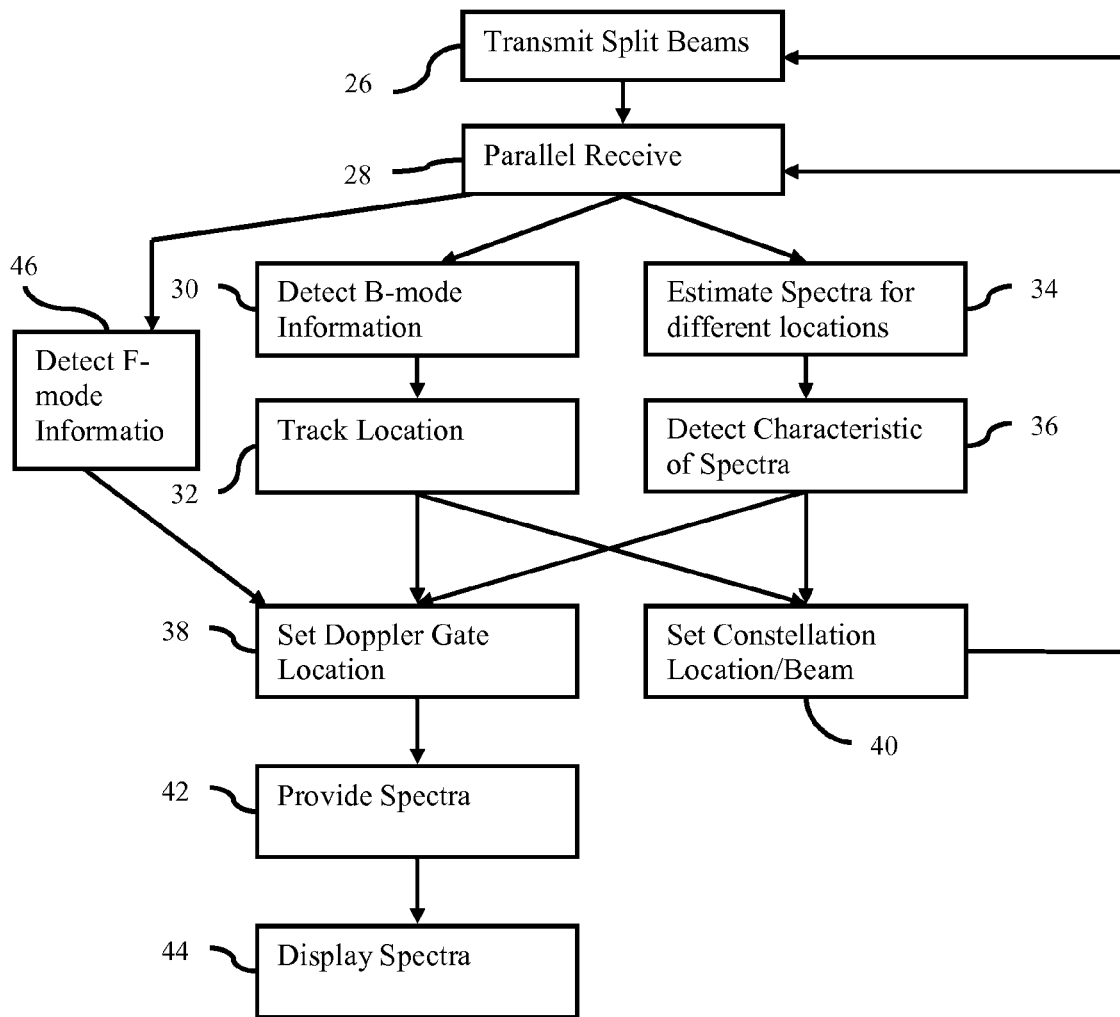 Transmit Split Beams
26
Parallel Receive
28
46
30
Detect B-mode
Information
Estimate Spectra for
different locations
34
Detect F-
mode
Informatio
Track Location
32
Detect Characteristic
of Spectra
36
38
Set Doppler Gate
Location
Set Constellation
Location/Beam
40
42
Provide Spectra
44
Display Spectra